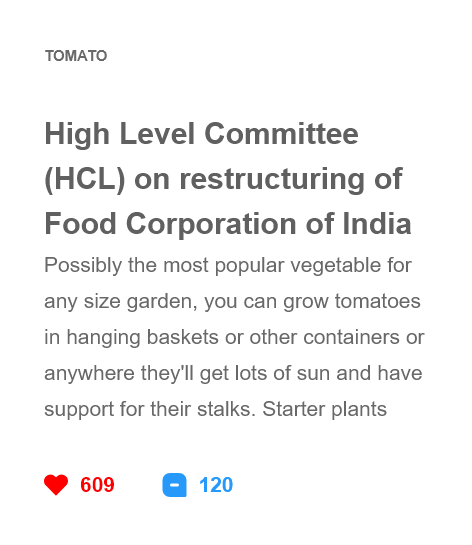 TOMATO
High Level Committee
(HCL) on restructuring of
Food Corporation of India
Possibly the most popular vegetable for
any size garden, you can grow tomatoes
in hanging baskets or other containers or
anywhere they'll get lots of sun and have
support for their stalks. Starter plants
609 120